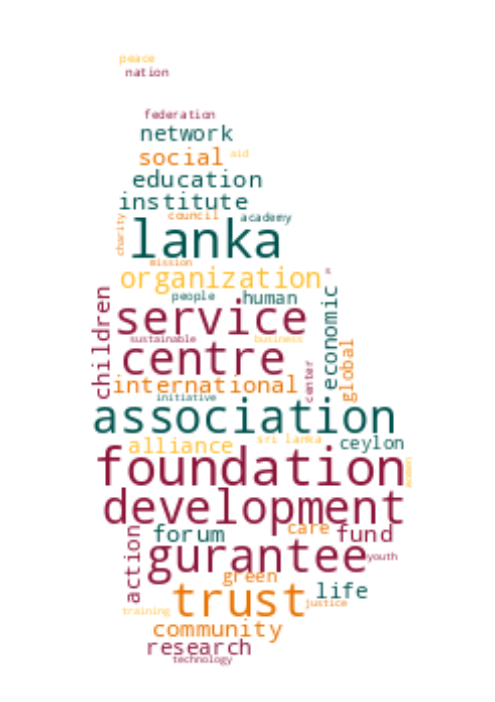 peace
nation
federation
network
social aid
education
institute
charity council academy
lanka
mission
organization
people human
children service economic
sustainable business
centre center global
international
initiative
association
alliance sri lanka ceylon
foundation women
development
action forum care fund
gurantee youth
green
trust life
training justice
community
research
technology